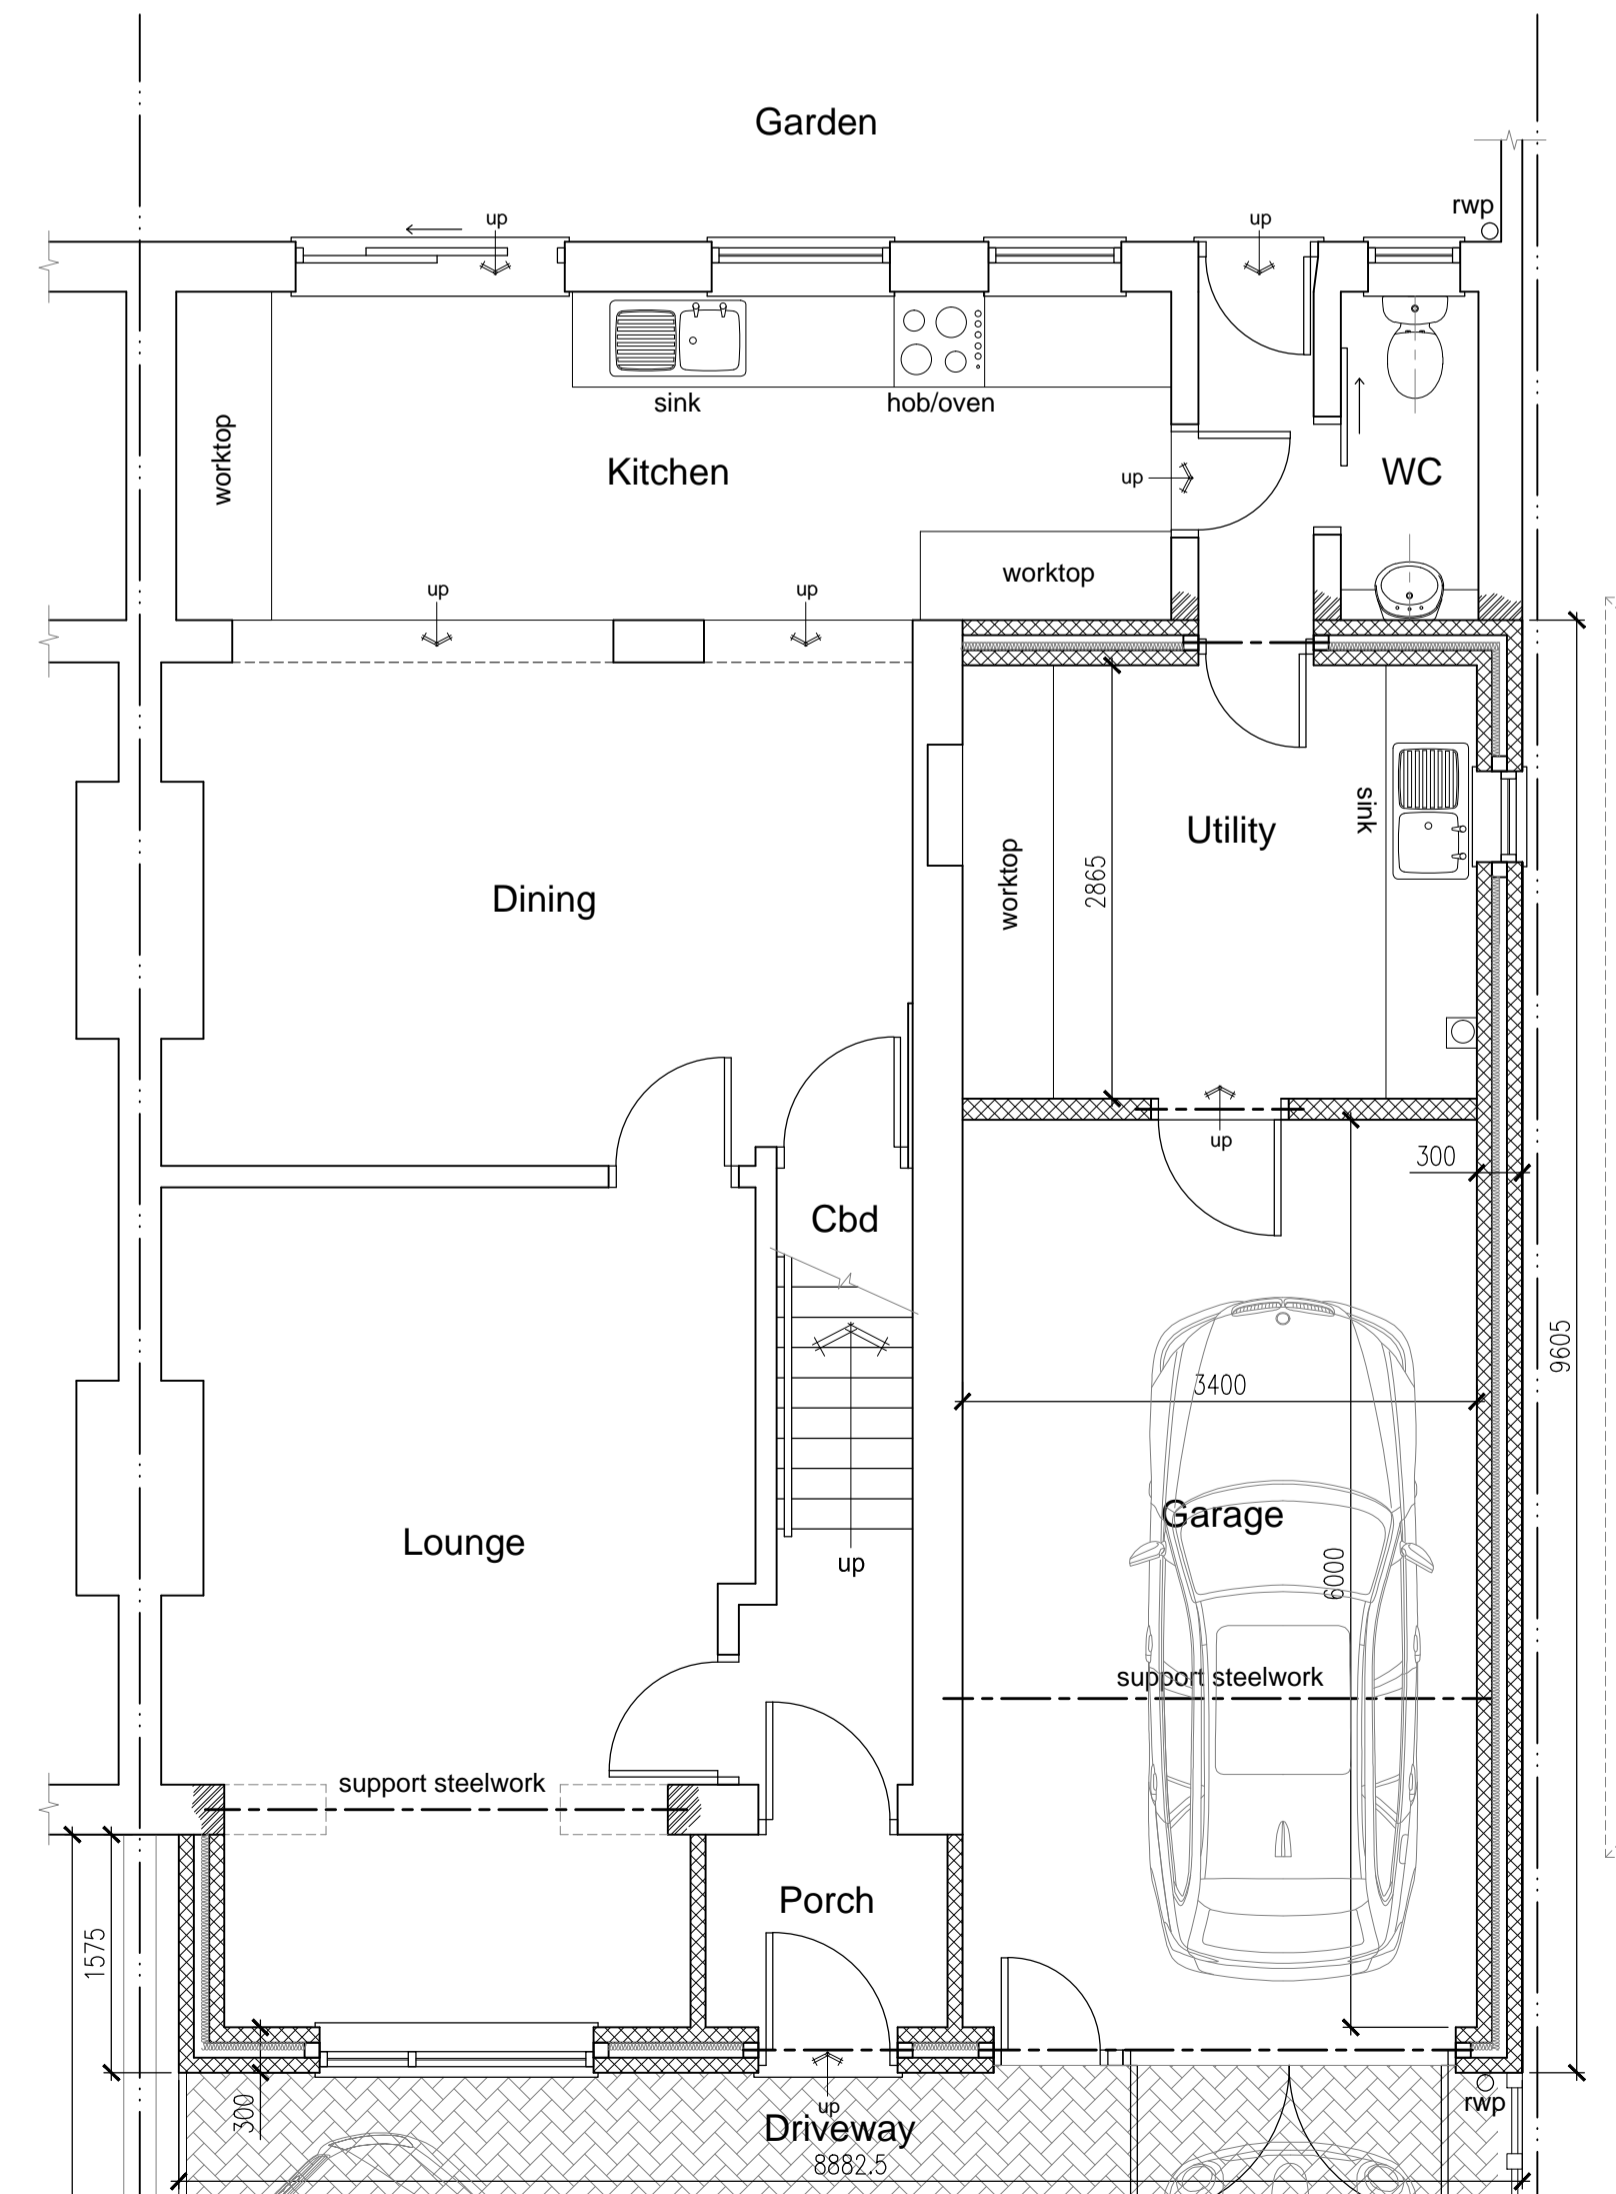 Garden
rwp
up
up
sink
hob/oven
worktop
Kitchen
WC
up
worktop
up
up
Utility
sink
worktop
2865
Dining
up
300
Cbd
9605
3400
Garage
Lounge
up
6000
support steelwork
support steelwork
Porch
1575
300
up
rwp
Driveway
8882.5